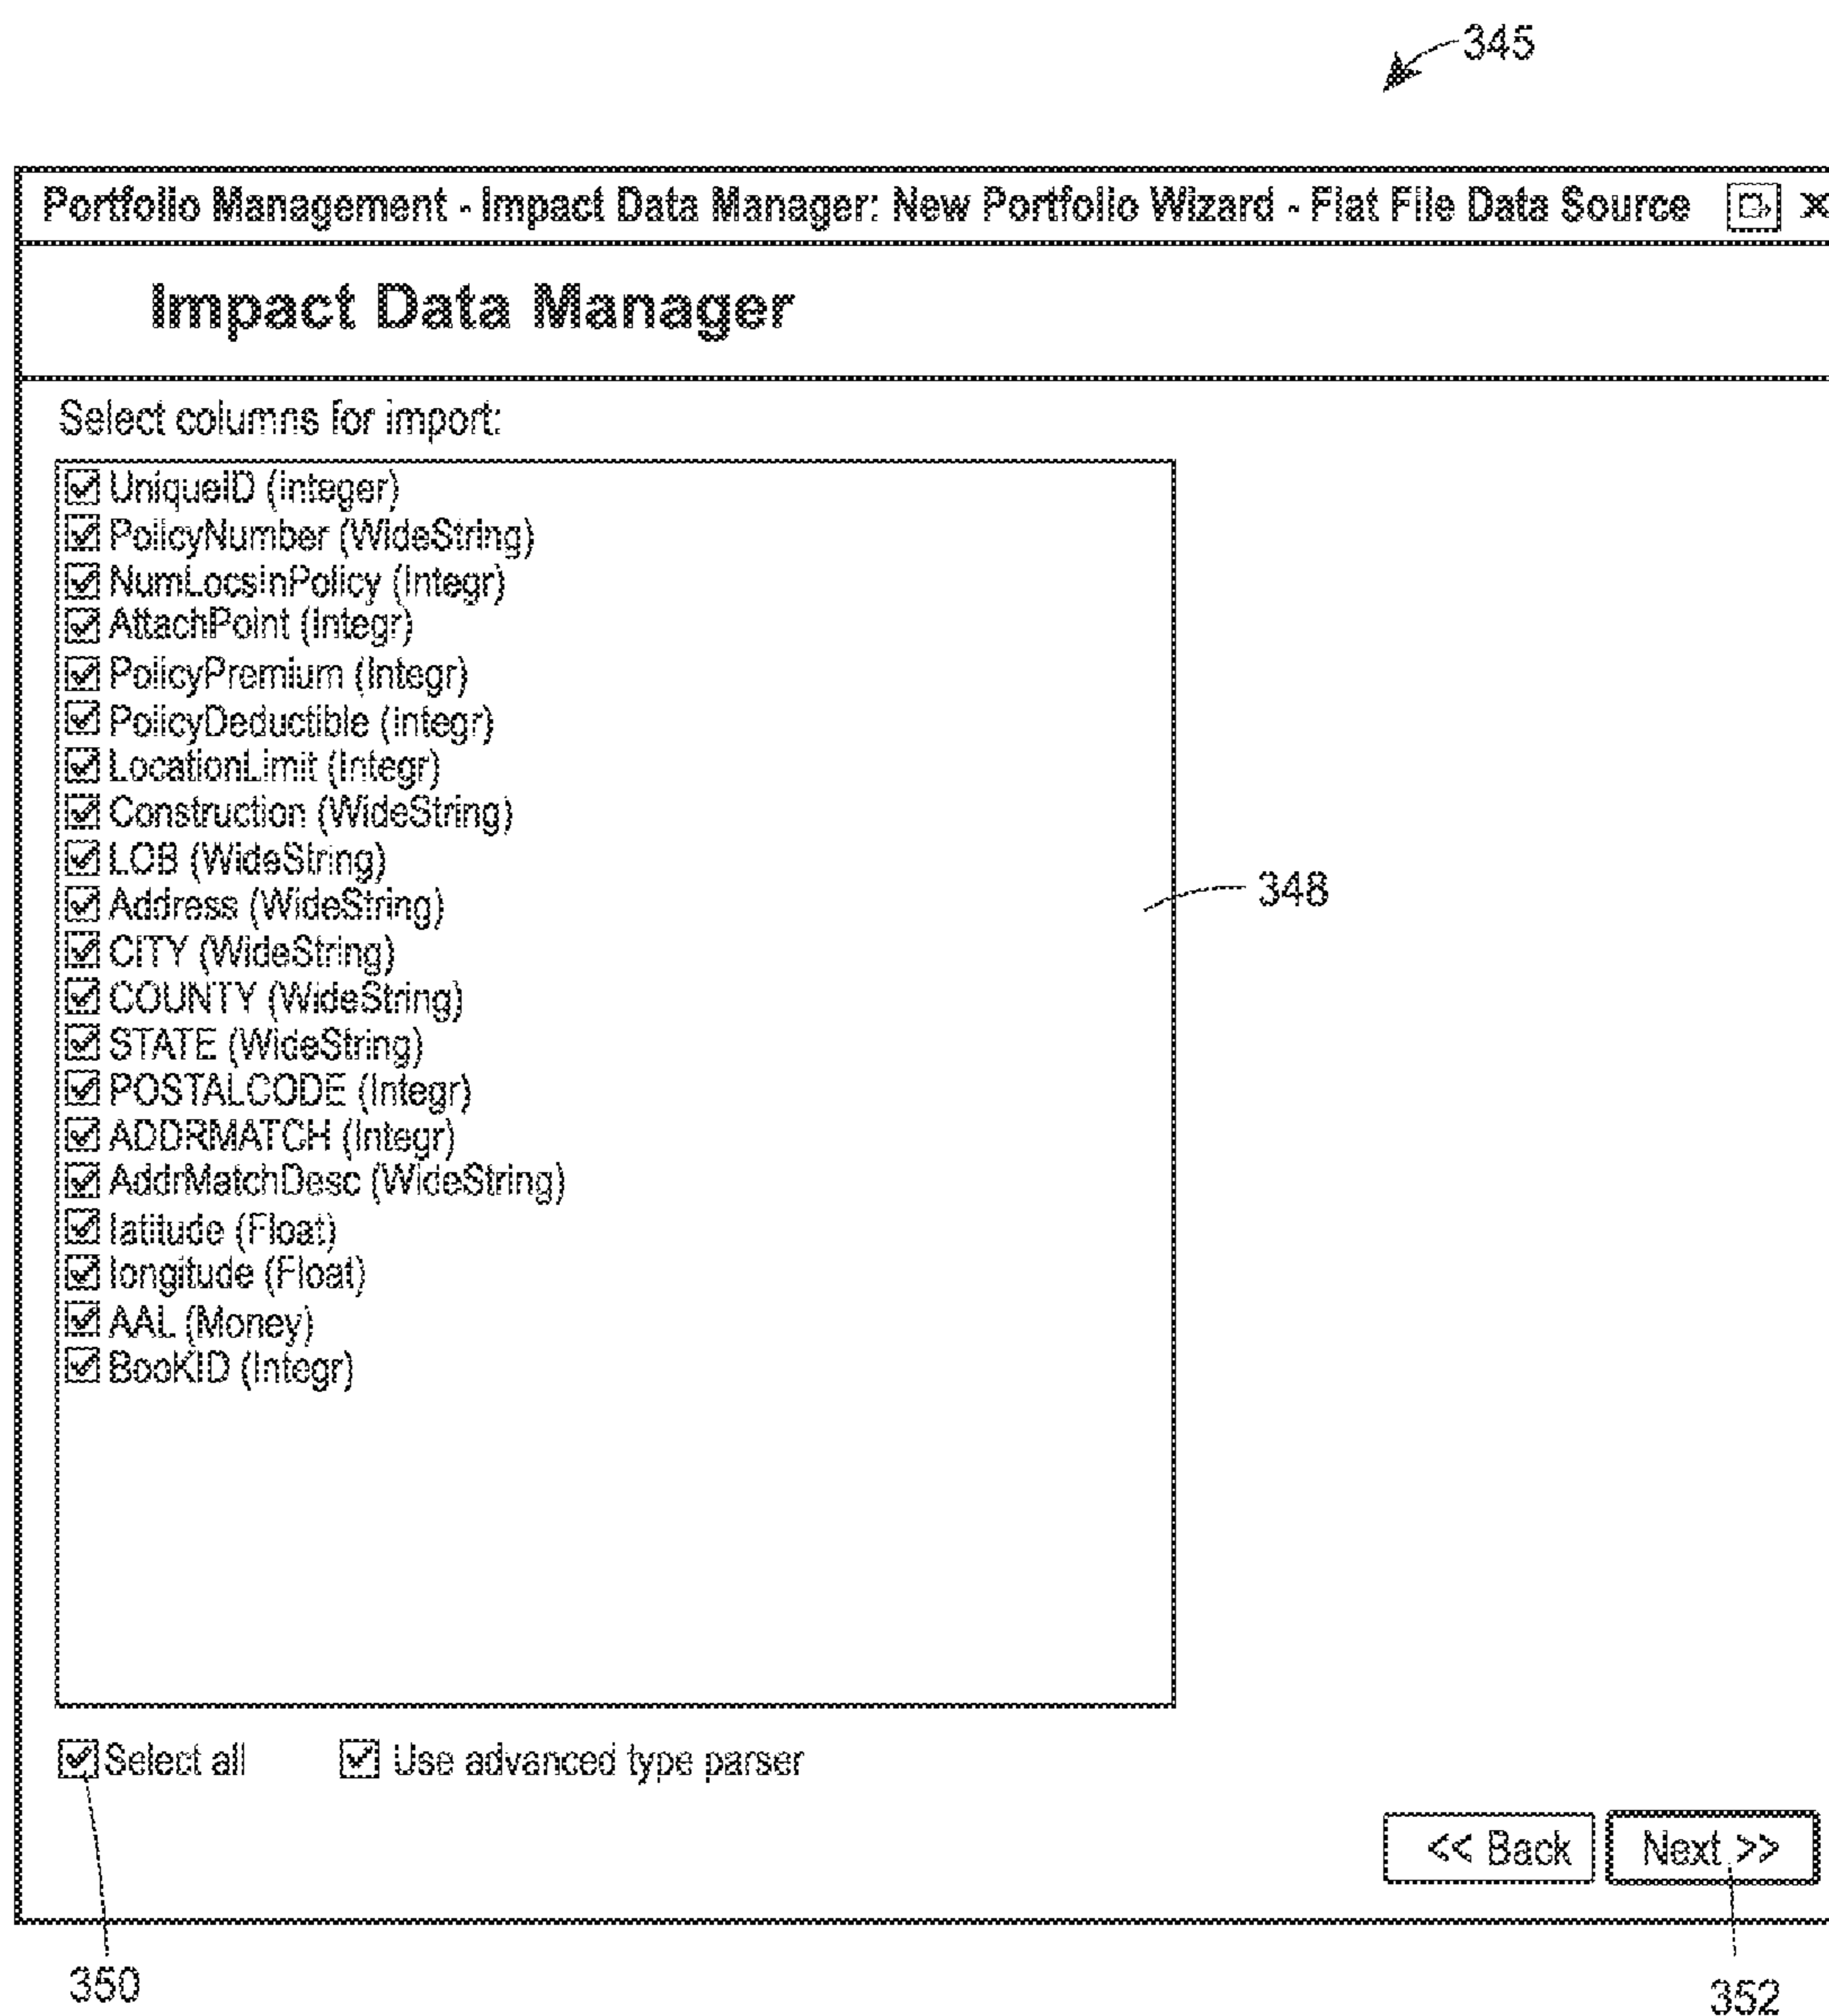 345
Portfolio Management - Impact Data Manager: New Portfolio Wizard - Flat File Data Source
Impact Data Manager
Select columns for import:
UniqueID (Integer)
PolicyNumber (WideString)
NumLocsInPolicy (Integr)
AttachPoint (Integr)
PolicyPremium (Integr)
PolicyDeductible (Integr)
LocationLimit (Integr)
Construction (WideString)
LOB (WideString)
Address (WideString)
348
CITY (WideString)
COUNTY (WideString)
STATE (WideString)
POSTALCODE (Integr)
ADDRMATCH (Integr)
AddrMatchDesc (WideString)
latitude (Float)
longitude (Float)
AAL (Money)
BooKID (Integr)
Select all Use advanced type parser
<< Back Next >>
350 352